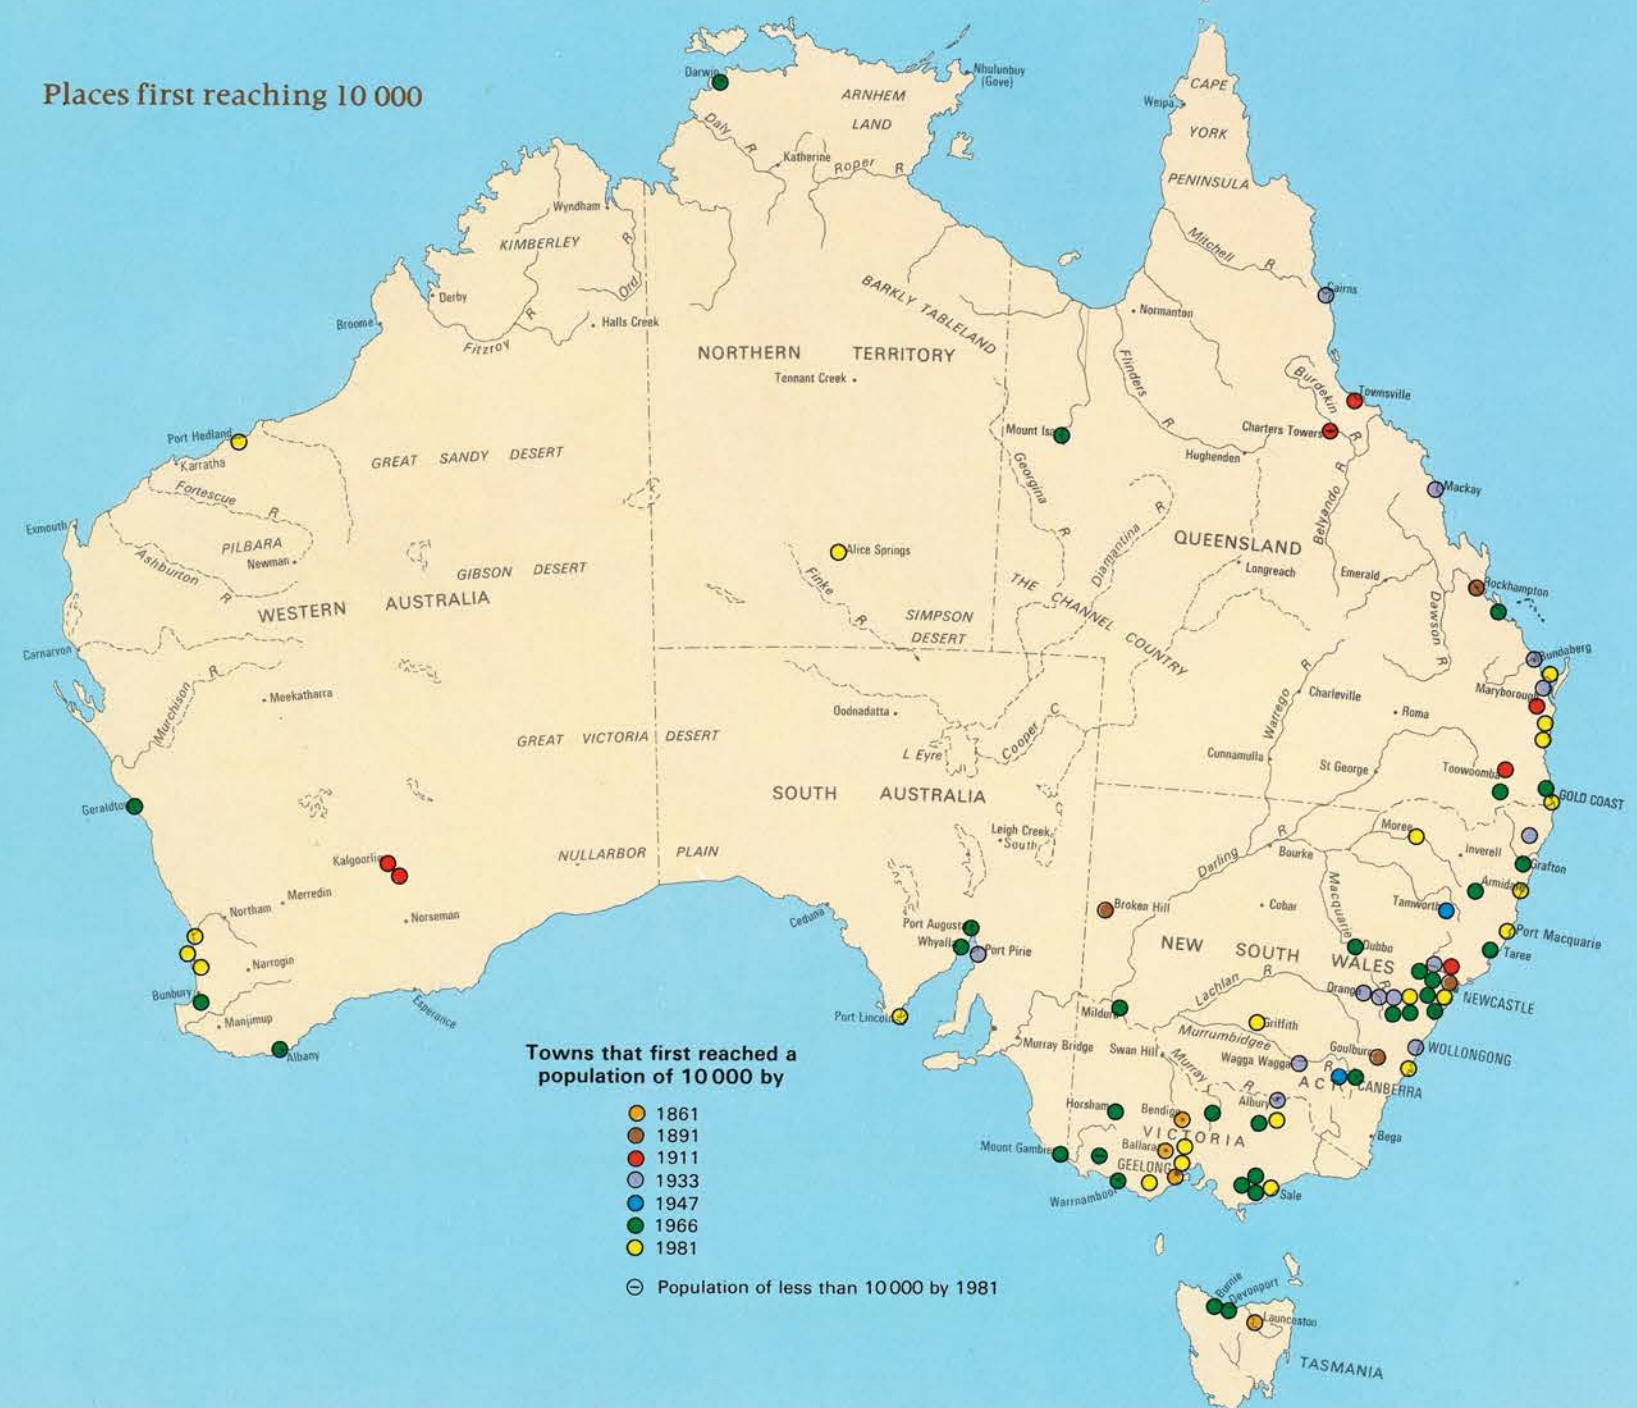 Places first reaching 10 000
Darwin
Nhulunbuy
(Gove)
ARNHEM
LAND
CAPE
YORK
PENINSULA
Weipa
Daly R
Katherine
Roper R
Wyndham
KIMBERLEY
Ord R
Mitchell R
Cairns
Derby
Broome
Fitzroy R
Halls Creek
BARKLY TABLELAND
Normanton
NORTHERN TERRITORY
Tennant Creek
Flinders R
Burdekin R
Townsville
Charters Towers
Mount Isa
Hughenden
Port Hedland
Karratha
GREAT SANDY DESERT
Georgina R
Belyando R
Mackay
Fortescue R
Exmouth
PILBARA
Newman
Ashburton R
GIBSON DESERT
WESTERN AUSTRALIA
Alice Springs
Finke R
SIMPSON
DESERT
Diamantina R
THE CHANNEL COUNTRY
QUEENSLAND
Longreach
Emerald
Rockhampton
Dawson R
Carnarvon
Murchison R
Meekatharra
Bundaberg
Maryborough
Charleville
Warrego R
Roma
Oodnadatta
L Eyre
Cooper C
GREAT VICTORIA DESERT
Cunnamulla
St George
Toowoomba
SOUTH AUSTRALIA
GOLD COAST
Geraldton
Leigh Creek
South
Moree
Kalgoorlie
NULLARBOR PLAIN
Darling R
Bourke
Inverell
Grafton
Merredin
Northam
Norseman
Ceduna
Port Augusta
Whyalla
Port Pirie
Broken Hill
Cobar
Macquarie R
Armidale
Tamworth
Port Macquarie
NEW SOUTH WALES
Dubbo
Taree
Narrogin
Bunbury
Manjimup
Albany
Esperance
Port Lincoln
Lachlan R
Orange
NEWCASTLE
Mildura
Griffith
Murrumbidgee R
Murray Bridge
Swan Hill
Murray R
Wagga Wagga
Goulburn
WOLLONGONG
ACT
CANBERRA
Horsham
Bendigo
Albury
VICTORIA
Bega
Mount Gambier
Ballarat
GEELONG
Warrnambool
Sale
Towns that first reached a
population of 10 000 by
1861
1891
1911
1933
1947
1966
1981
Population of less than 10 000 by 1981
Burnie
Devonport
Launceston
TASMANIA